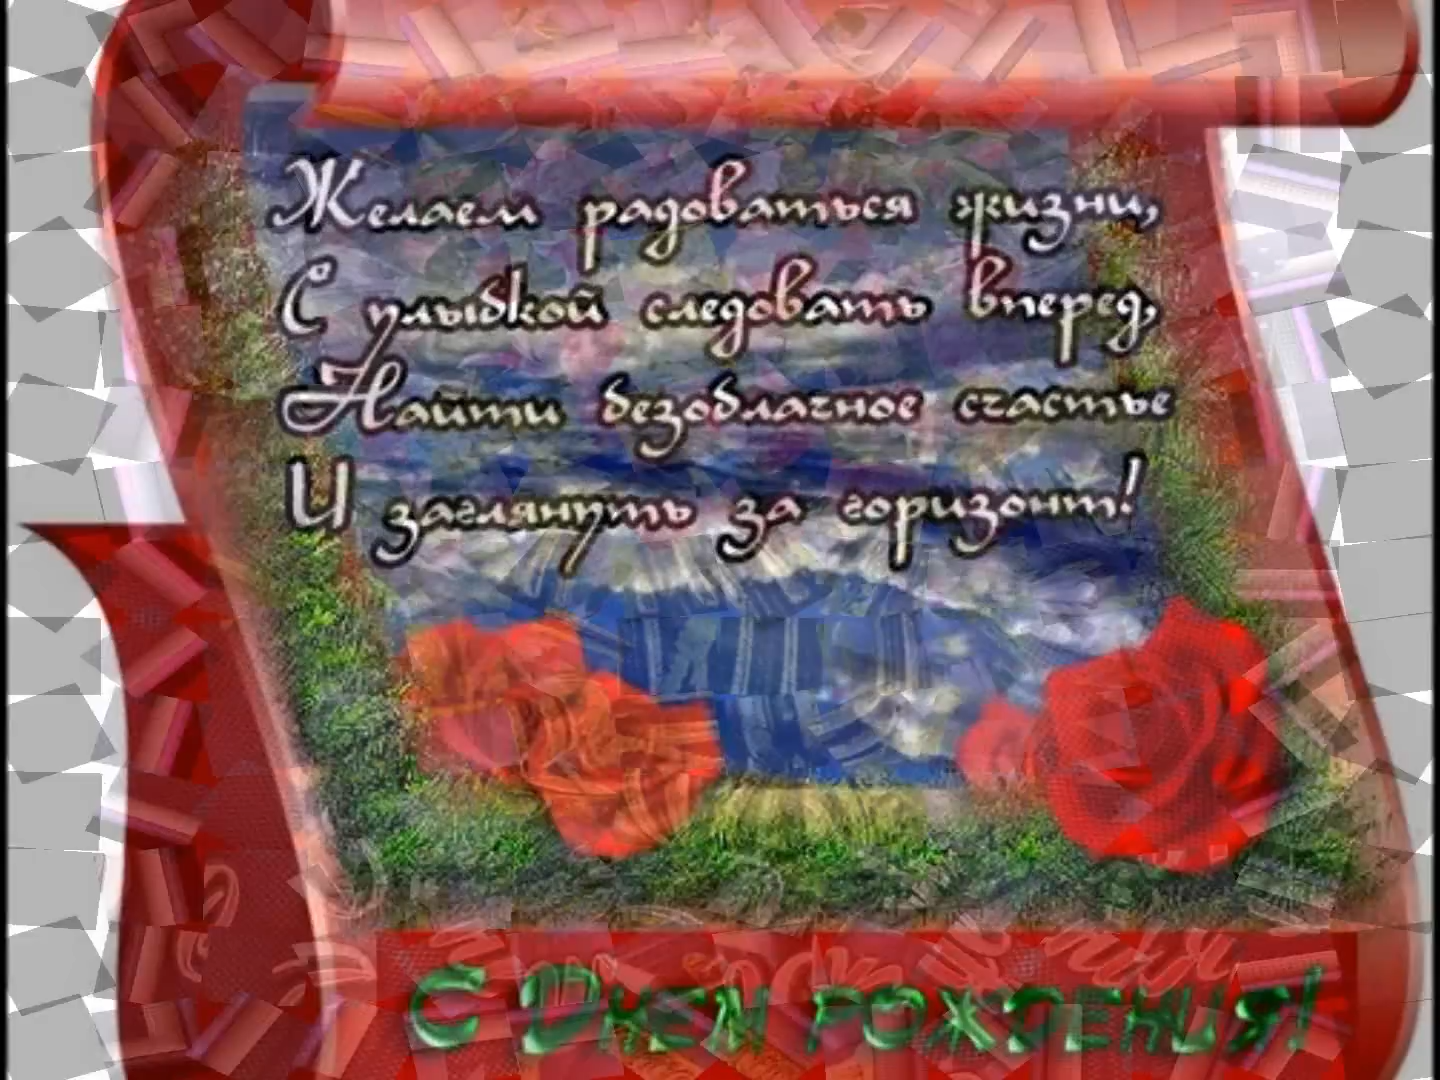 Желаем радоваться жизни,
С улыбкой следовать вперед,
Найти безоблачное счастье
И заглянуть за горизонт!
С Днем рождения!